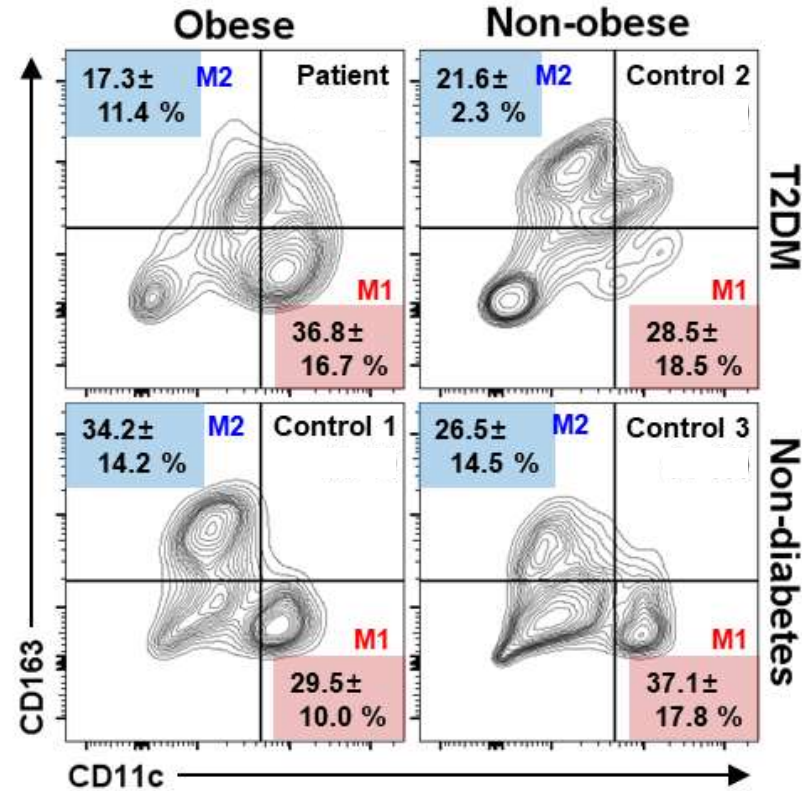 Obese
Non-obese
17.3±
11.4 %
M2
Patient
M1
36.8±
16.7 %
21.6±
2.3 %
M2
Control 2
M1
28.5±
18.5 %
T2DM
34.2±
14.2 %
M2
Control 1
M1
29.5±
10.0 %
26.5±
14.5 %
M2
Control 3
M1
37.1±
17.8 %
Non-diabetes
CD163
CD11c